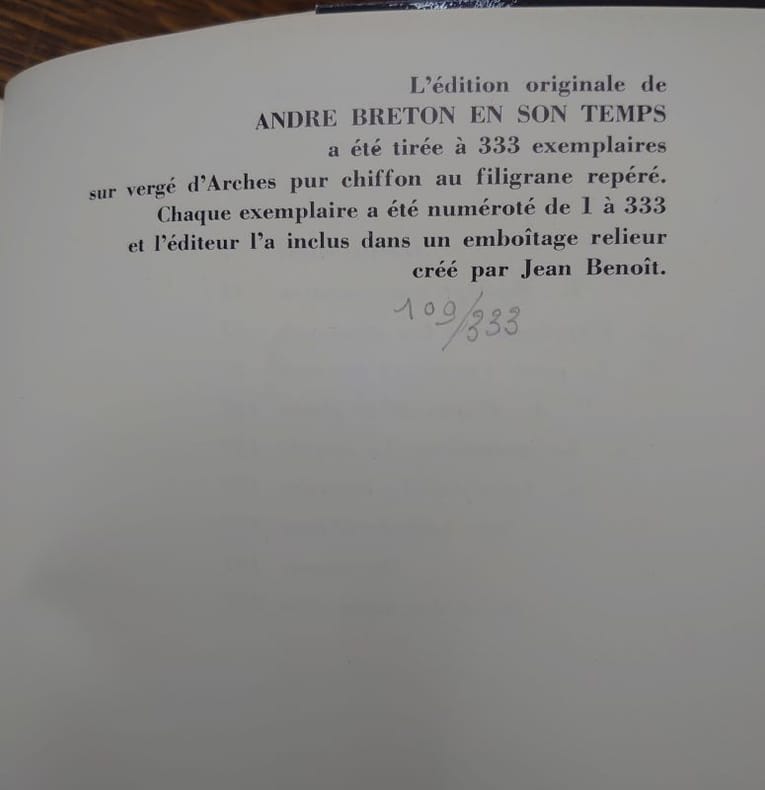 L'édition originale de
ANDRE BRETON EN SON TEMPS
a été tirée à 333 exemplaires
sur vergé d'Arches pur chiffon au filigrane repéré.
Chaque exemplaire a été numéroté de 1 à 333
et l'éditeur l'a inclus dans un emboîtage relieur
créé par Jean Benoît.
109/333